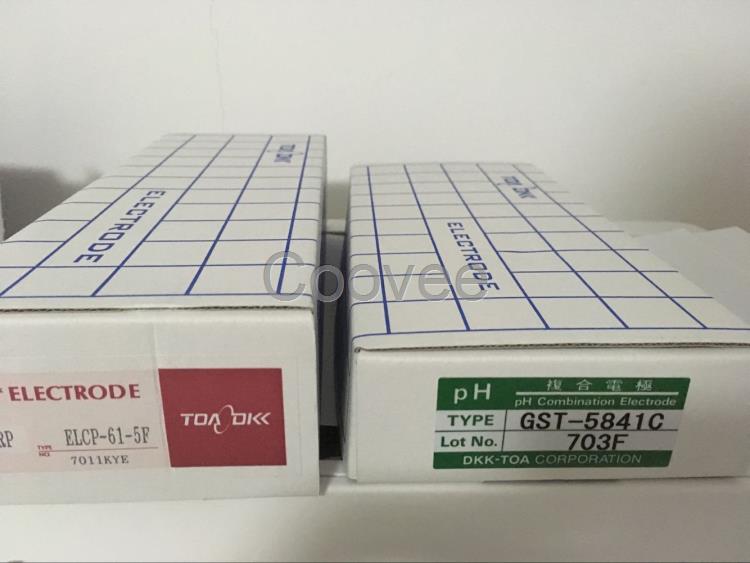 TOA DKK
ELECTRODE
TOA DKK
ELECTRODE
Coovee
ELECTRODE
TOA DKK
RP
TYPE NO.
ELCP-61-5F
7011KYE
pH
複合電極
pH Combination Electrode
TYPE
GST-5841C
Lot No.
703F
DKK-TOA CORPORATION